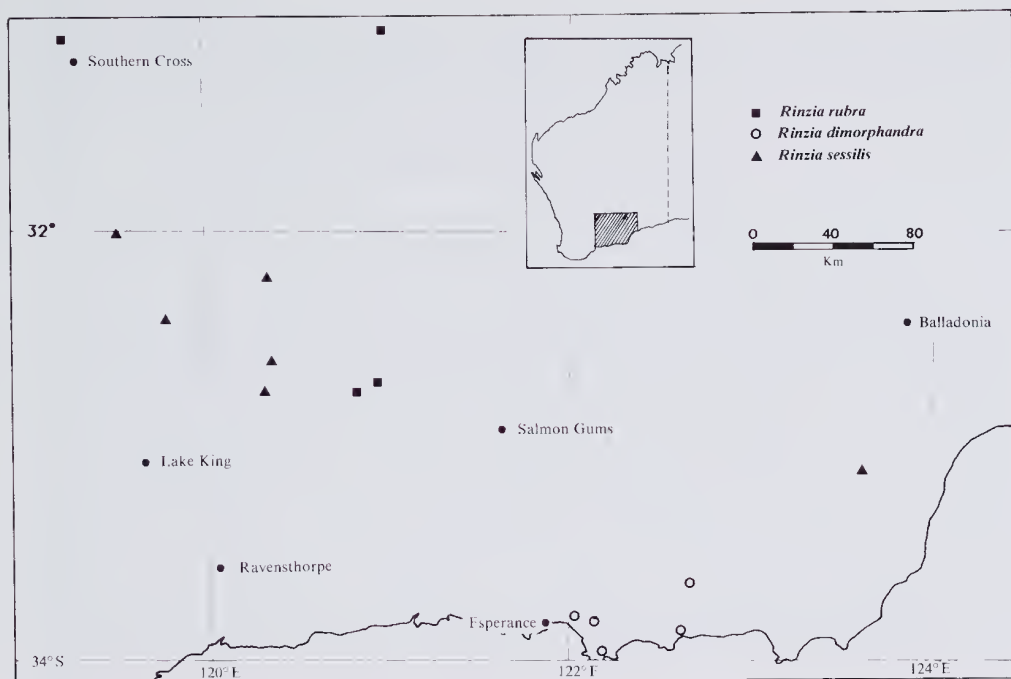 Southern Cross
Rinzia rubra
Rinzia dimorphandra
Rinzia sessilis
32°
0 40 80
Km
Balladonia
Salmon Gums
Lake King
Ravensthorpe
Esperance
34°S
120°E
122°E
124°E